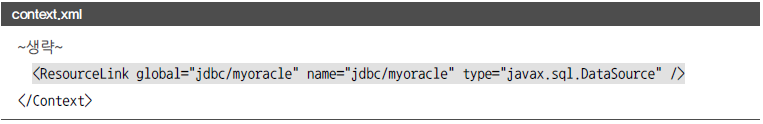 context.xml
~생략~
<ResourceLink global="jdbc/myoracle" name="jdbc/myoracle" type="javax.sql.DataSource" />
</Context>